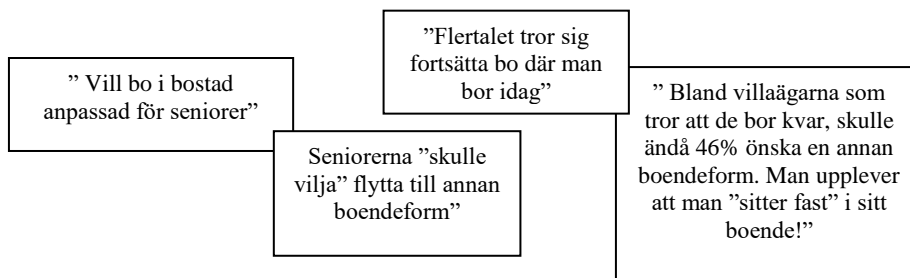 ” Vill bo i bostad
anpassad för seniorer”
”Flertalet tror sig
fortsätta bo där man
bor idag”
Seniorerna ”skulle
vilja” flytta till annan
boendeform”
” Bland villaägarna som
tror att de bor kvar, skulle
ändå 46% önska en annan
boendeform. Man upplever
att man ”sitter fast” i sitt
boende!”